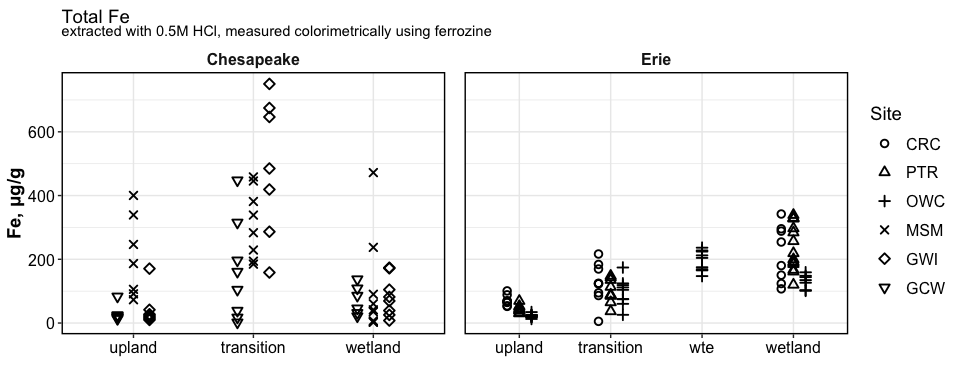 Total Fe
extracted with 0.5M HCl, measured colorimetrically using ferrozine
Chesapeake
Erie
Fe, µg/g
600
400
200
0
upland
transition
wetland
upland
transition
wte
wetland
Site
CRC
PTR
OWC
MSM
GWI
GCW